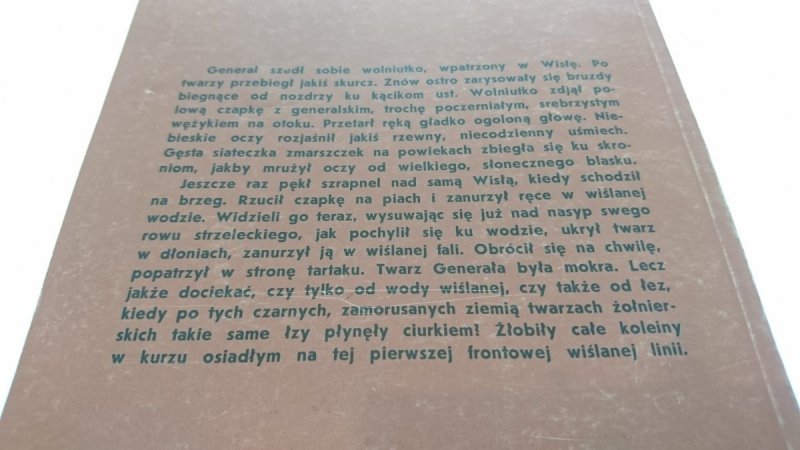 Generał szedł sobie wolniutko, wpatrzony w Wisłę. Po
twarzy przebiegł jakiś skurcz. Znów ostro zarysowały się bruzdy
biegnące od nozdrzy ku kącikom ust. Wolniutko zdjął po-
lową czapkę z generalskim, trochę poczerniałym, srebrzystym
wężykiem na otoku. Przetarł ręką gładko ogoloną głowę. Nie-
bieskie oczy rozjaśnił jakiś rzewny, niecodzienny uśmiech.
Gęsta siateczka zmarszczek na powiekach zbiegła się ku skro-
niom, jakby mrużył oczy od wielkiego, słonecznego blasku.
Jeszcze raz pękł szrapnel nad samą Wisłą, kiedy schodził
na brzeg. Rzucił czapkę na piach i zanurzył ręce w wiślanej
wodzie. Widzieli go teraz, wysuwając się już nad nasyp swego
rowu strzeleckiego, jak pochylił się ku wodzie, ukrył twarz
w dłoniach, zanurzył ją w wiślanej fali. Obrócił się na chwilę,
popatrzył w stronę tartaku. Twarz Generała była mokra. Lecz
jakże dociekać, czy tylko od wody wiślanej, czy także od łez,
kiedy po tych czarnych, zamorusanych ziemią twarzach żołnier-
skich takie same łzy płynęły ciurkiem! Żłobiły całe koleiny
w kurzu osiadłym na tej pierwszej frontowej wiślanej linii.